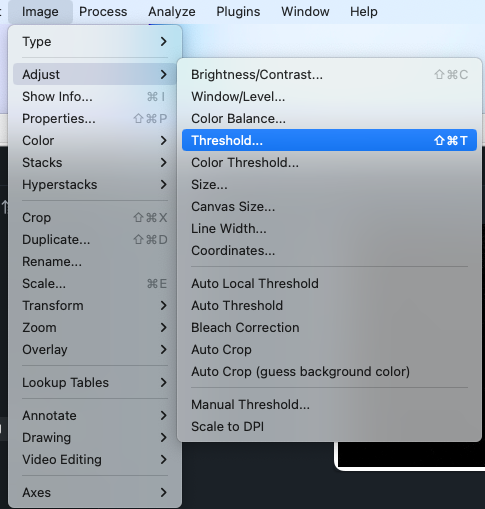 Image Process Analyze Plugins Window Help
Type
Adjust
Show Info... ⌘I
Properties... ⇧⌘P
Color
Stacks
Hyperstacks
Crop ⇧⌘X
Duplicate... ⇧⌘D
Rename...
Scale... ⌘E
Transform
Zoom
Overlay
Lookup Tables
Annotate
Drawing
Video Editing
Axes
Brightness/Contrast... ⇧⌘C
Window/Level...
Color Balance...
Threshold... ⇧⌘T
Color Threshold...
Size...
Canvas Size...
Line Width...
Coordinates...
Auto Local Threshold
Auto Threshold
Bleach Correction
Auto Crop
Auto Crop (guess background color)
Manual Threshold...
Scale to DPI